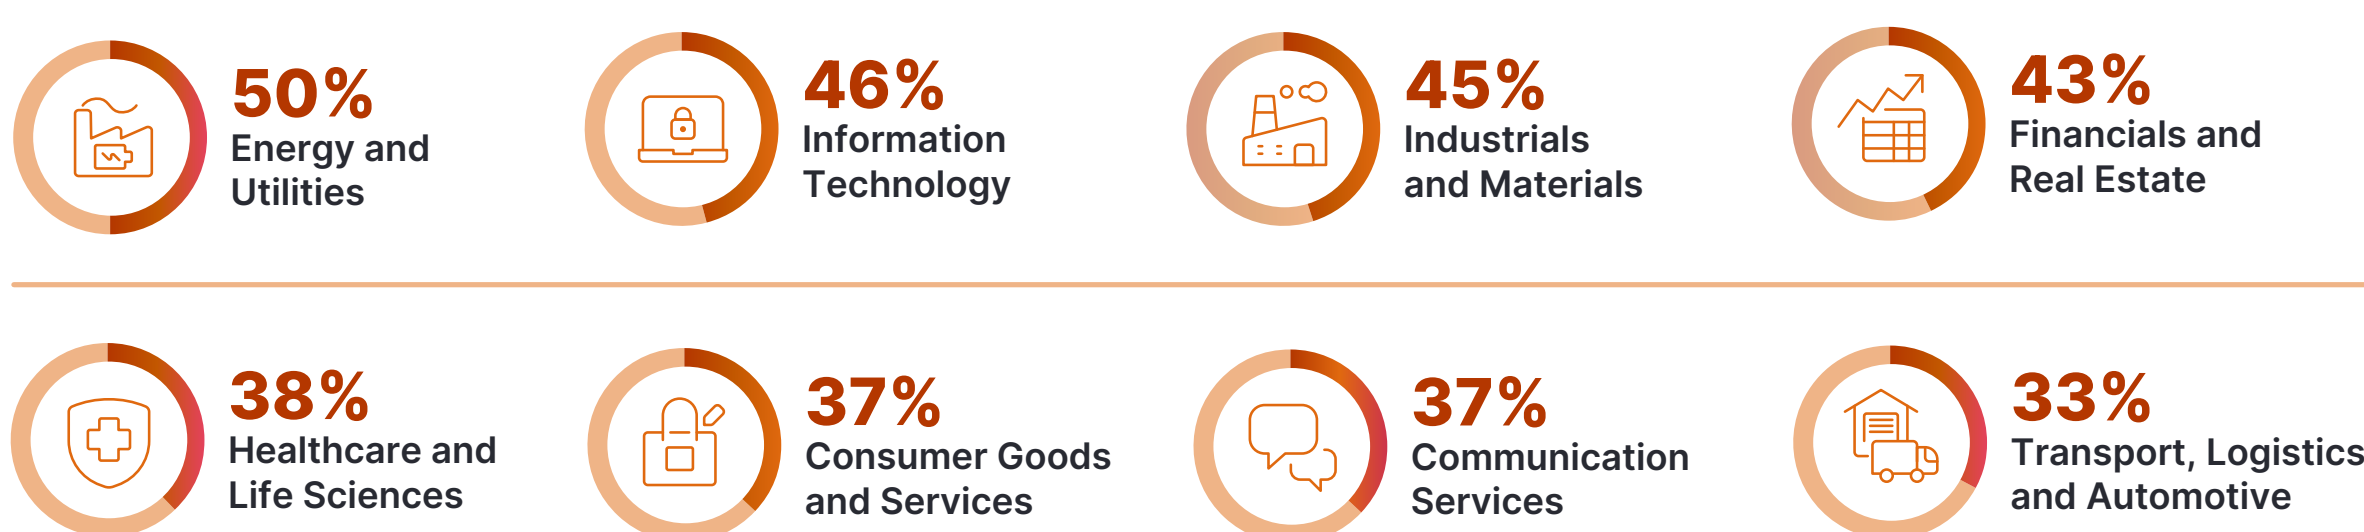 50%
Energy and
Utilities
46%
Information
Technology
45%
Industrials
and Materials
43%
Financials and
Real Estate
38%
Healthcare and
Life Sciences
37%
Consumer Goods
and Services
37%
Communication
Services
33%
Transport, Logistics
and Automotive